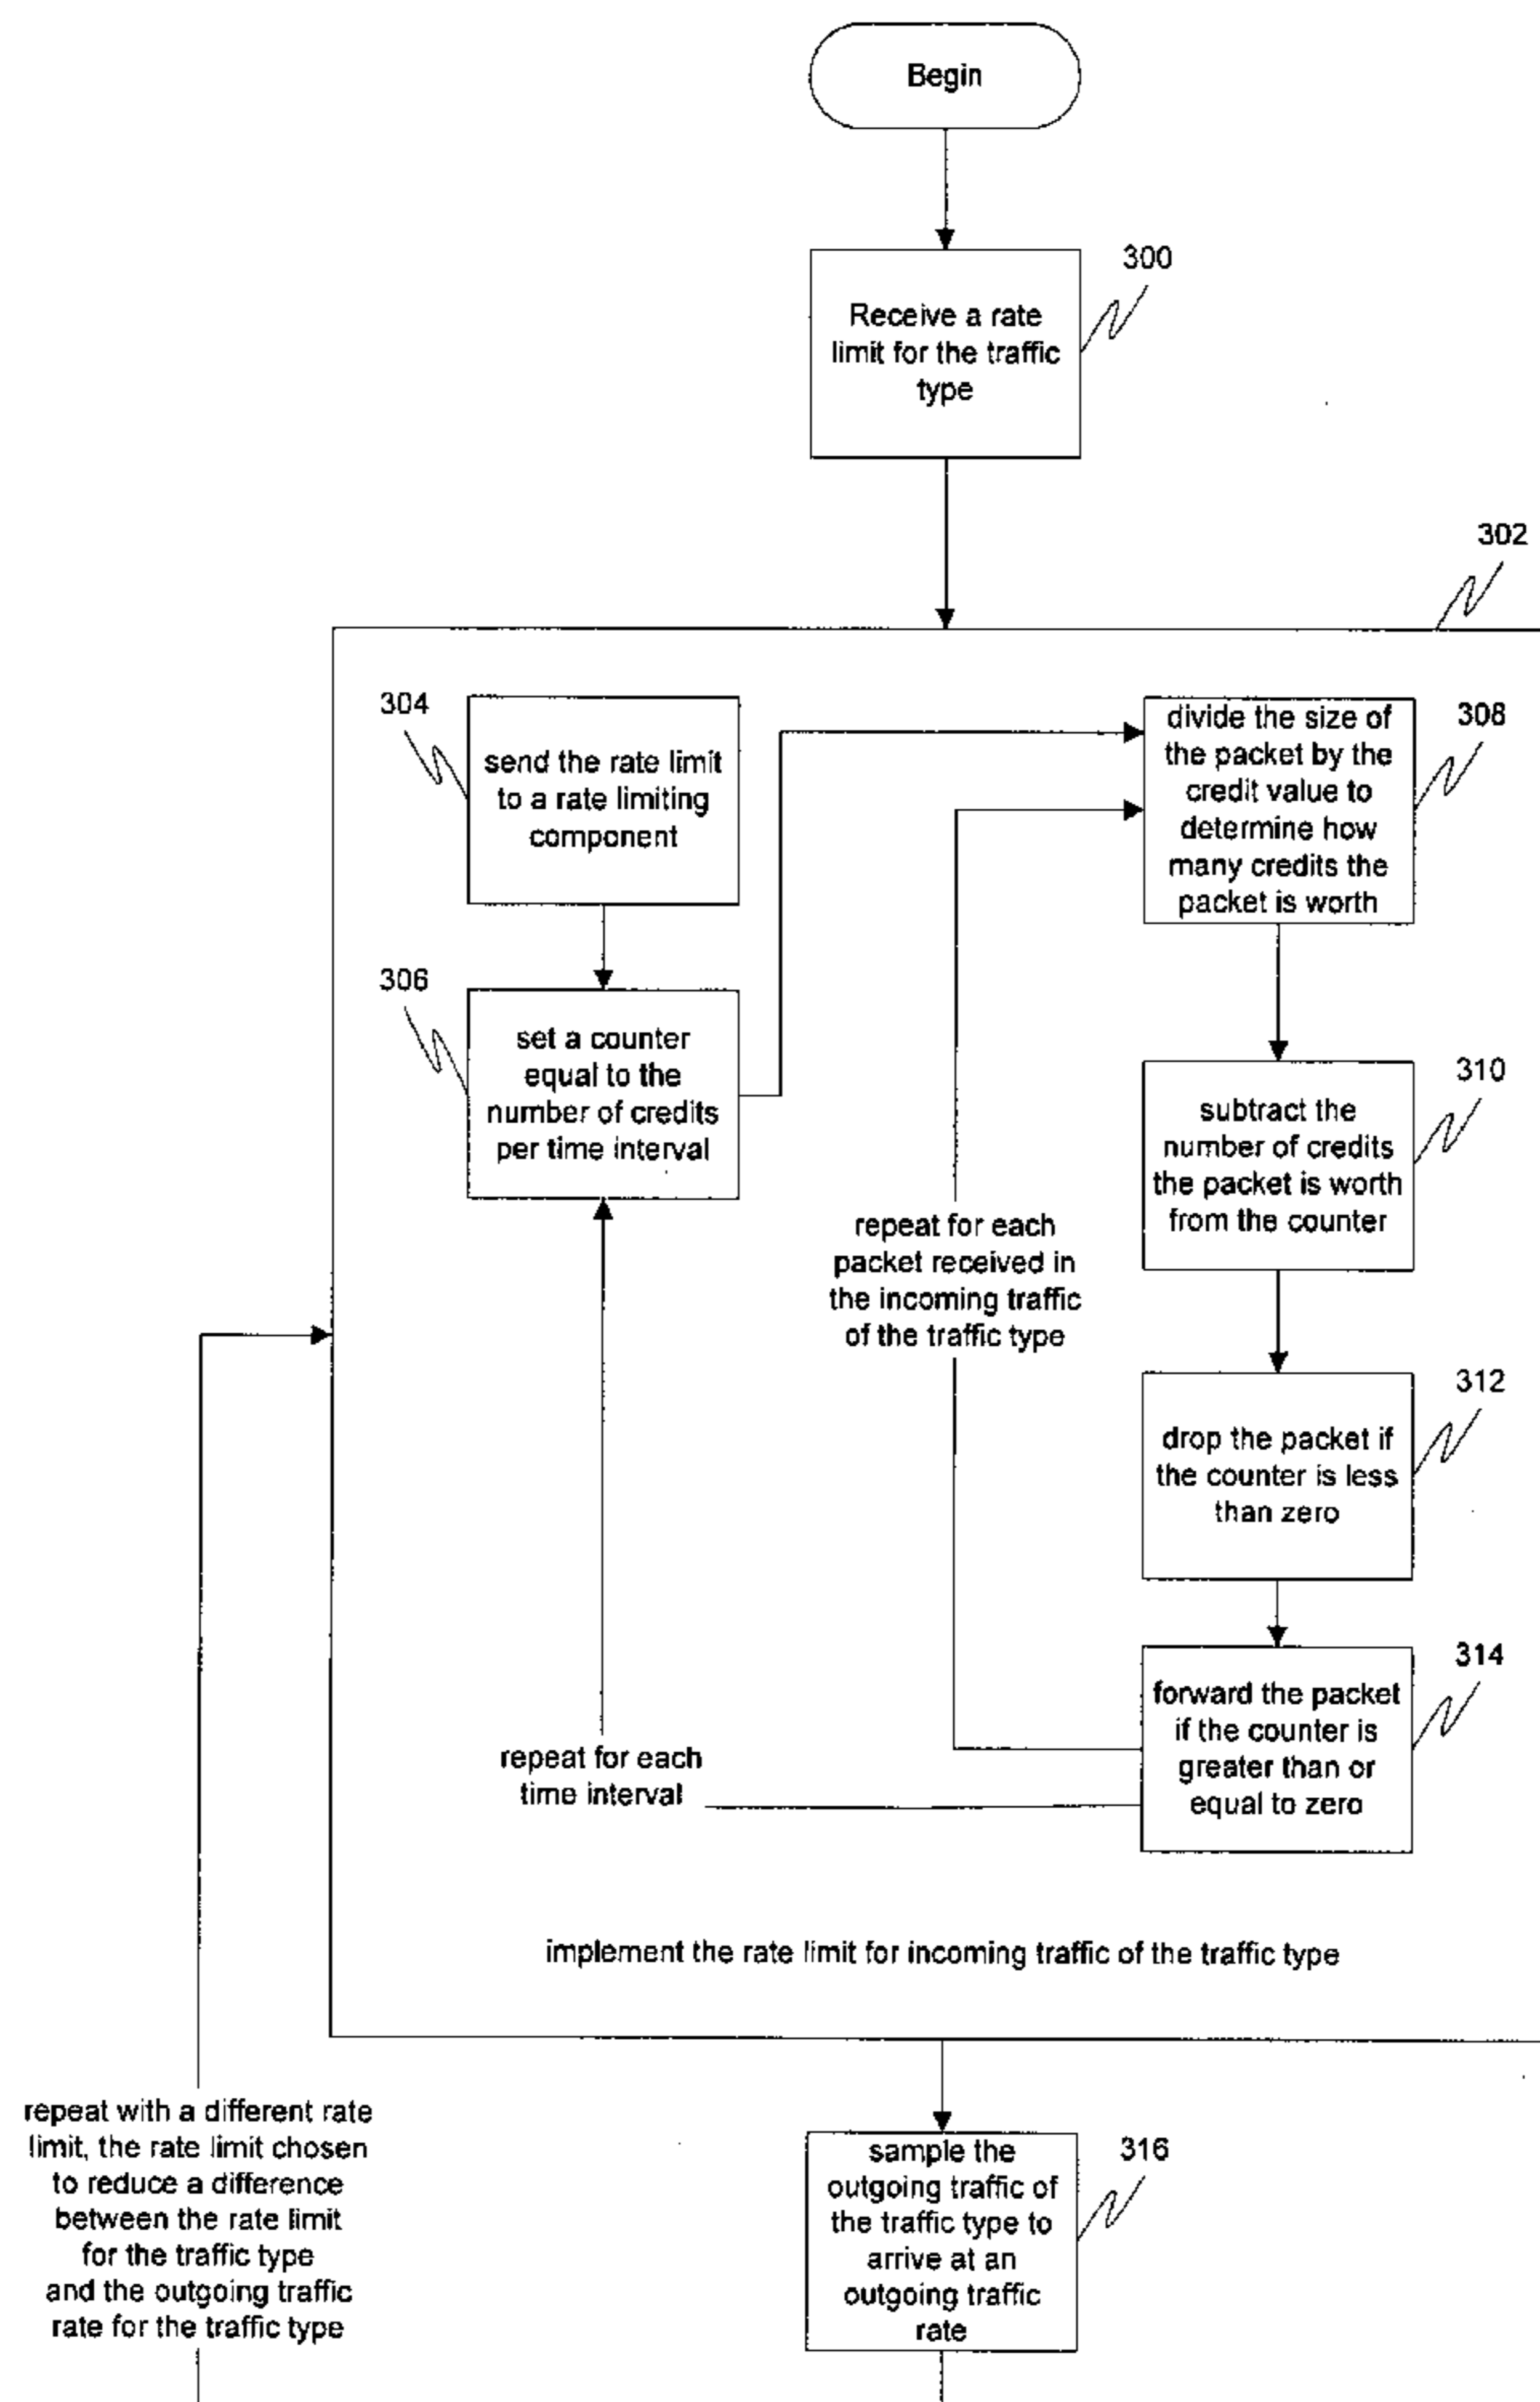 Begin
300
Receive a rate
limit for the traffic
type
302
304
send the rate limit
to a rate limiting
component
306
set a counter
equal to the
number of credits
per time interval
308
divide the size of
the packet by the
credit value to
determine how
many credits the
packet is worth
310
subtract the
number of credits
the packet is worth
from the counter
repeat for each
packet received in
the incoming traffic
of the traffic type
312
drop the packet if
the counter is less
than zero
314
forward the packet
if the counter is
greater than or
equal to zero
repeat for each
time interval
implement the rate limit for incoming traffic of the traffic type
repeat with a different rate
limit, the rate limit chosen
to reduce a difference
between the rate limit
for the traffic type
and the outgoing traffic
rate for the traffic type
316
sample the
outgoing traffic of
the traffic type to
arrive at an
outgoing traffic
rate